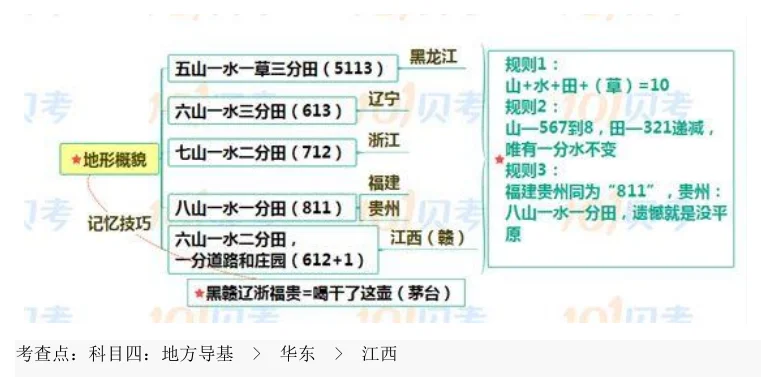 黑龙江
五山一水一草三分田（5113）
辽宁
六山一水三分田（613）
浙江
七山一水二分田（712）
★地形概貌
福建
八山一水一分田（811）
贵州
记忆技巧
六山一水二分田，
一分道路和庄园（612+1）
江西（赣）
★黑赣辽浙福贵=喝干了这壶（茅台）
★
规则1：
山+水+田+（草）=10
规则2：
山—567到8，田—321递减，
唯有一分水不变
规则3：
福建贵州同为“811”，贵州：
八山一水一分田，遗憾就是没平
原
101贝考
考查点：科目四：地方导基 > 华东 > 江西